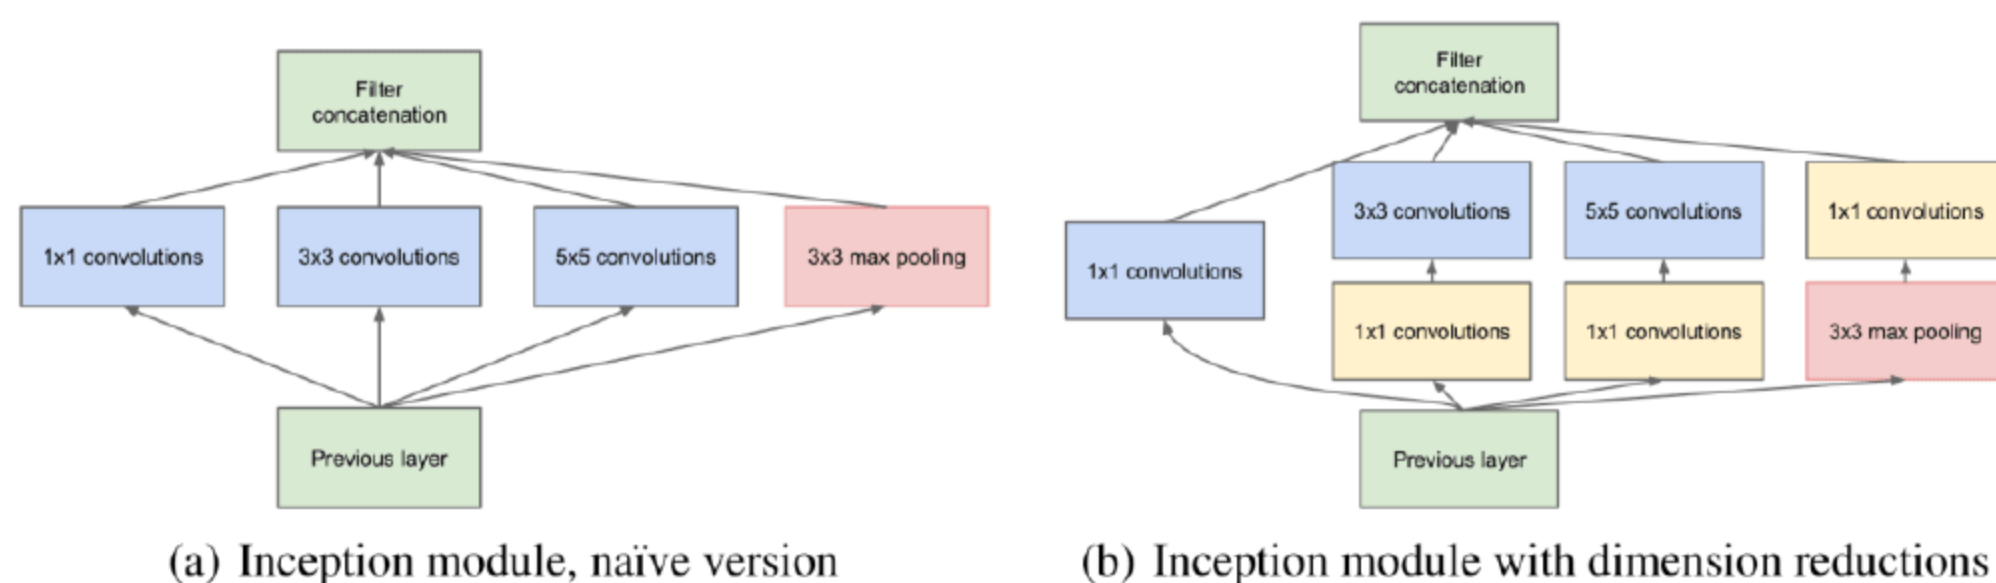 Filter
concatenation
1x1 convolutions
3x3 convolutions
5x5 convolutions
3x3 max pooling
Previous layer
(a) Inception module, naïve version
Filter
concatenation
3x3 convolutions
5x5 convolutions
1x1 convolutions
1x1 convolutions
1x1 convolutions
1x1 convolutions
3x3 max pooling
Previous layer
(b) Inception module with dimension reductions